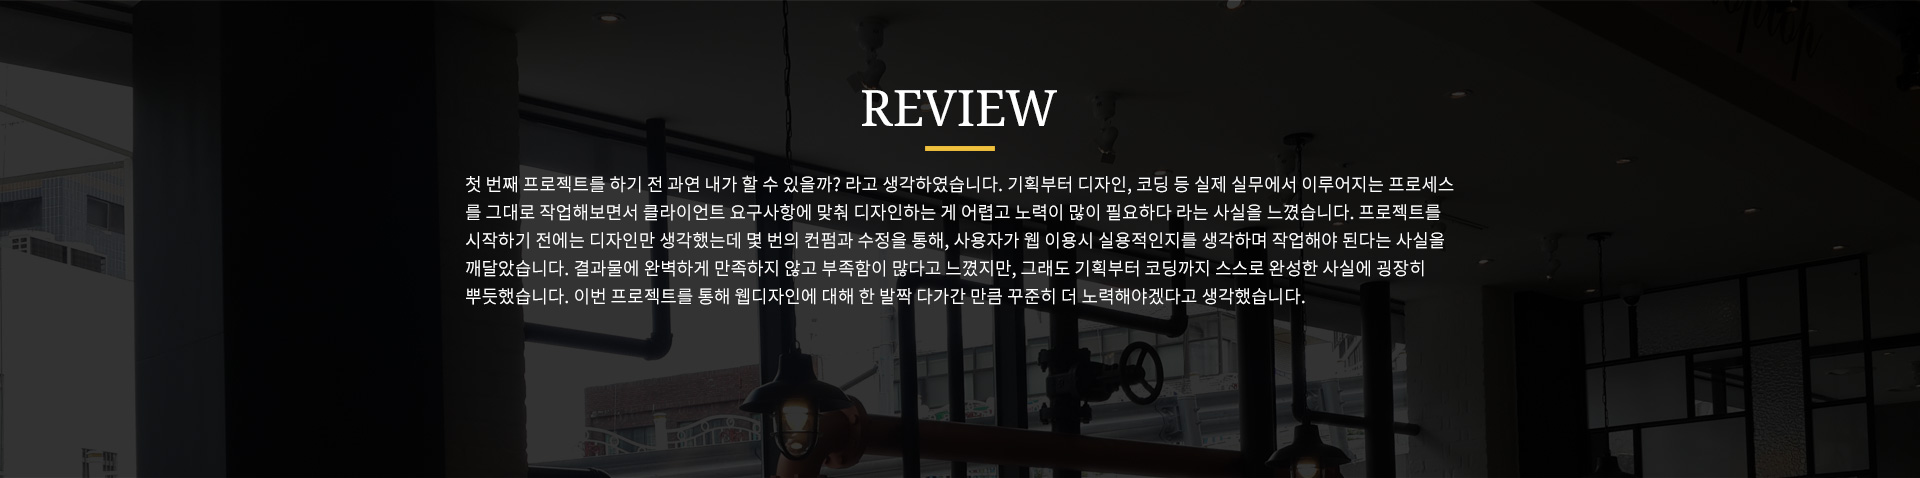 REVIEW
첫 번째 프로젝트를 하기 전 과연 내가 할 수 있을까? 라고 생각하였습니다. 기획부터 디자인, 코딩 등 실제 실무에서 이루어지는 프로세스
를 그대로 작업해보면서 클라이언트 요구사항에 맞춰 디자인하는 게 어렵고 노력이 많이 필요하다 라는 사실을 느꼈습니다. 프로젝트를
시작하기 전에는 디자인만 생각했는데 몇 번의 컨펌과 수정을 통해, 사용자가 웹 이용시 실용적인지를 생각하며 작업해야 된다는 사실을
깨달았습니다. 결과물에 완벽하게 만족하지 않고 부족함이 많다고 느꼈지만, 그래도 기획부터 코딩까지 스스로 완성한 사실에 굉장히
뿌듯했습니다. 이번 프로젝트를 통해 웹디자인에 대해 한 발짝 다가간 만큼 꾸준히 더 노력해야겠다고 생각했습니다.